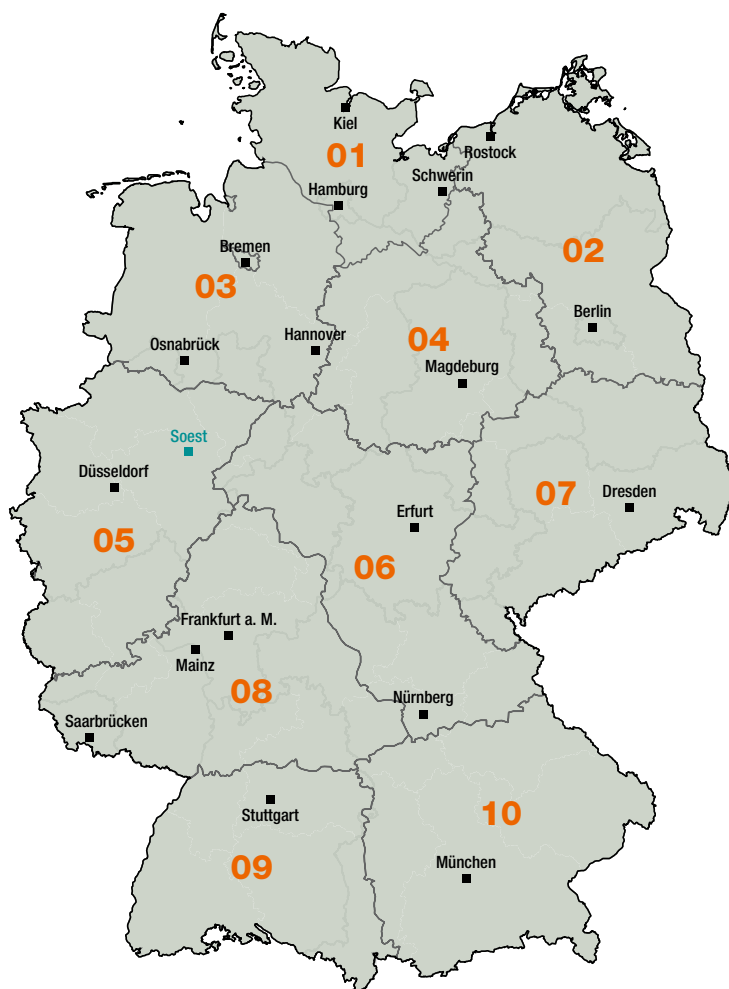 Kiel
Rostock
01
Schwerin
Hamburg
Bremen
02
03
Berlin
Hannover
04
Osnabrück
Magdeburg
Soest
Düsseldorf
07
Dresden
Erfurt
05
06
Frankfurt a. M.
Mainz
08
Nürnberg
Saarbrücken
Stuttgart
10
09
München